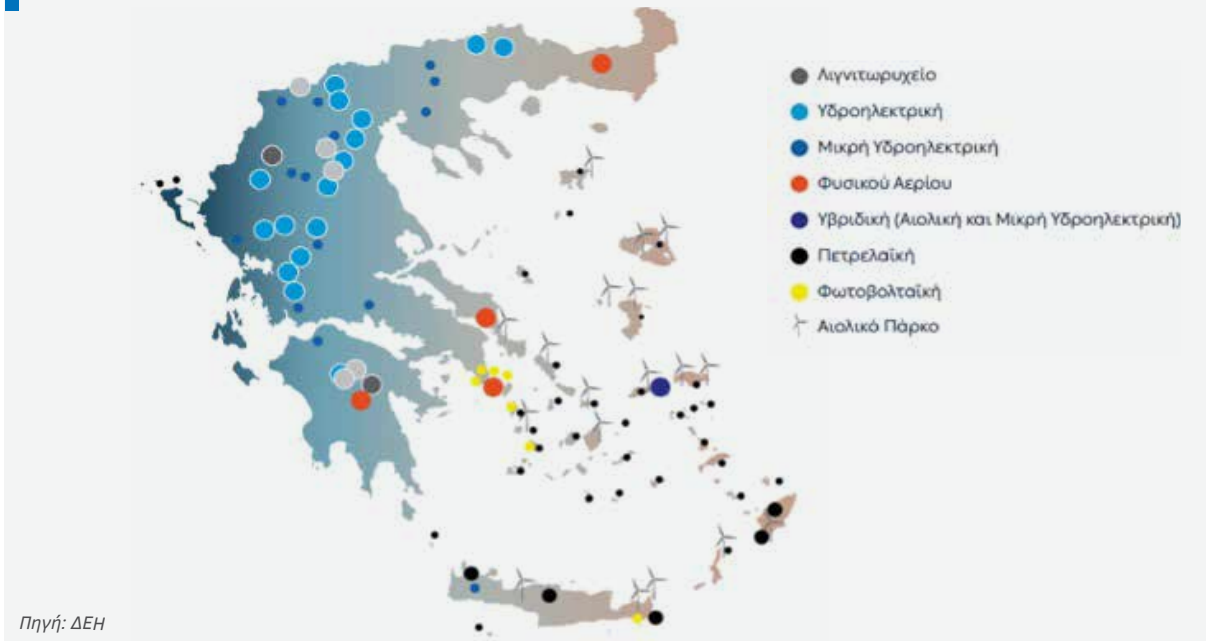 Λιγνιτωρυχείο
Υδροηλεκτρική
Μικρή Υδροηλεκτρική
Φυσικού Αερίου
Υβριδική (Αιολική και Μικρή Υδροηλεκτρική)
Πετρελαϊκή
Φωτοβολταϊκή
Αιολικό Πάρκο
Πηγή: ΔΕΗ